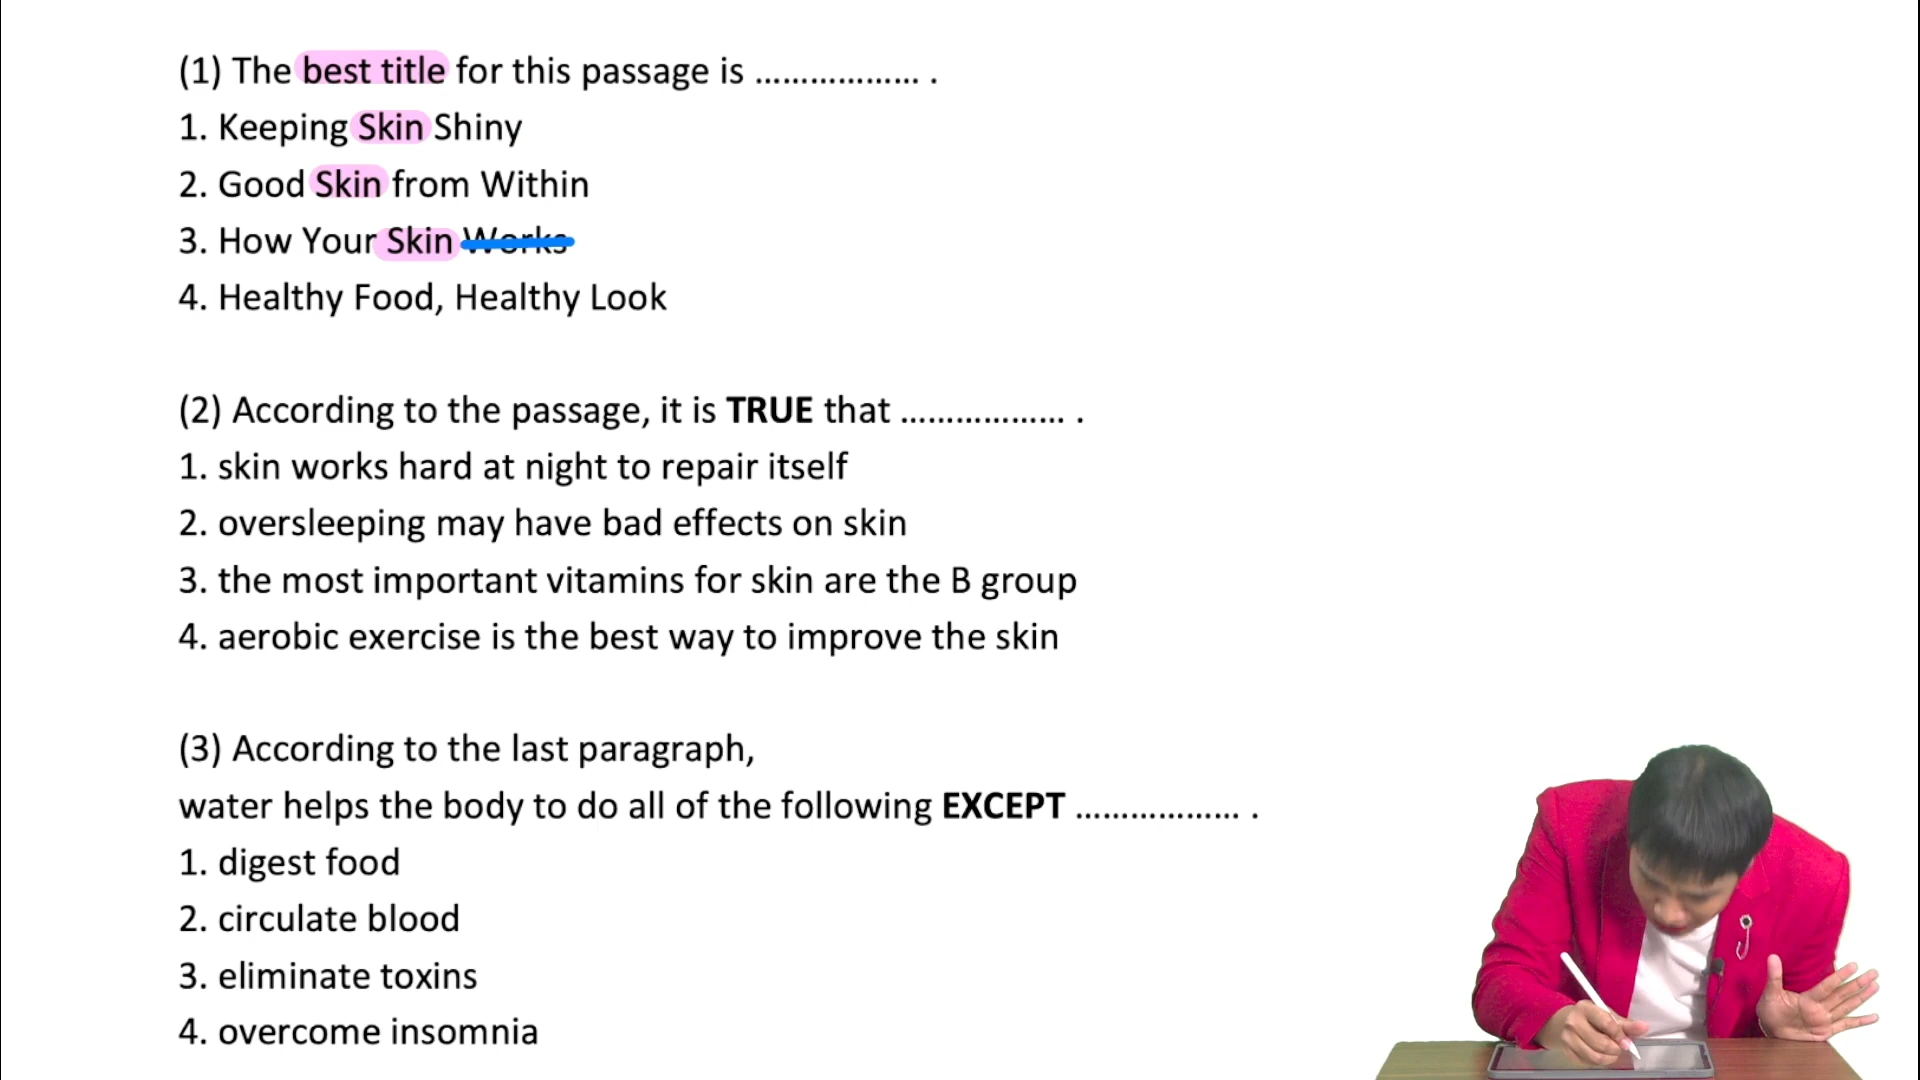 (1) The best title for this passage is .................. .
1. Keeping Skin Shiny
2. Good Skin from Within
3. How Your Skin Works
4. Healthy Food, Healthy Look
(2) According to the passage, it is TRUE that .................. .
1. skin works hard at night to repair itself
2. oversleeping may have bad effects on skin
3. the most important vitamins for skin are the B group
4. aerobic exercise is the best way to improve the skin
(3) According to the last paragraph,
water helps the body to do all of the following EXCEPT .................. .
1. digest food
2. circulate blood
3. eliminate toxins
4. overcome insomnia